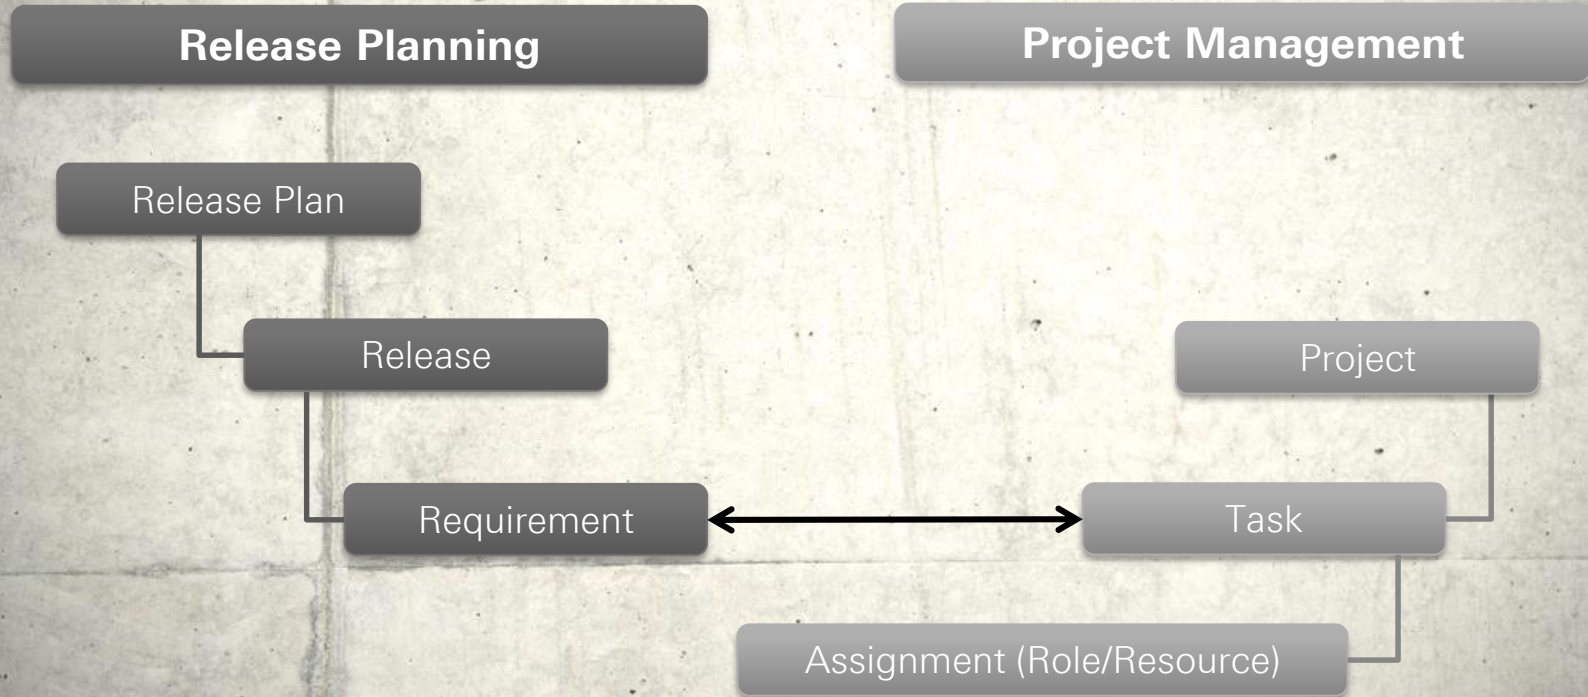 Release Planning
Project Management
Release Plan
Release
Project
Requirement
Task
Assignment (Role/Resource)